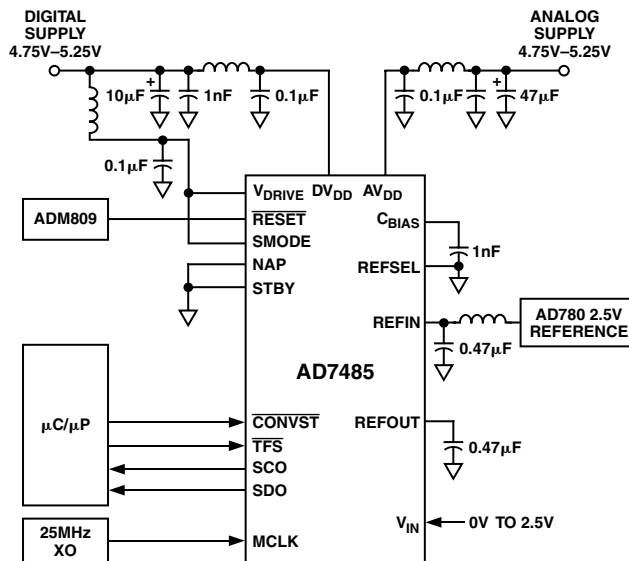 DIGITAL
SUPPLY
4.75V–5.25V
ANALOG
SUPPLY
4.75V–5.25V
10µF
+
1nF
0.1µF
0.1µF
+
47µF
0.1µF
ADM809
VDRIVE
DVDD
AVDD
RESET
SMODE
NAP
STBY
CBIAS
1nF
REFSEL
REFIN
AD780 2.5V
REFERENCE
0.47µF
AD7485
µC/µP
CONVST
TFS
SCO
SDO
REFOUT
0.47µF
25MHz
XO
MCLK
VIN
0V TO 2.5V